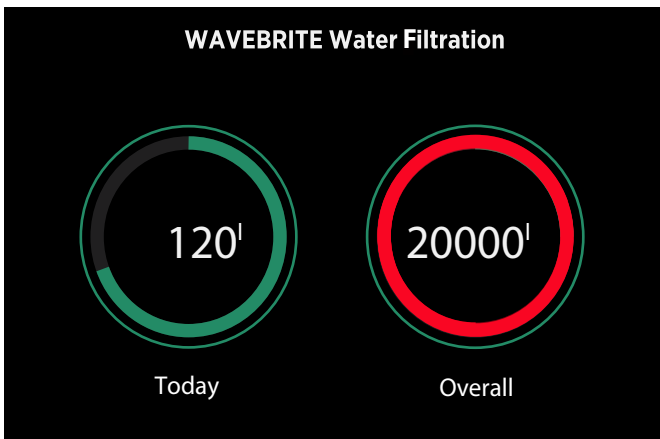 WAVEBRITE Water Filtration
120l
20000l
Today
Overall